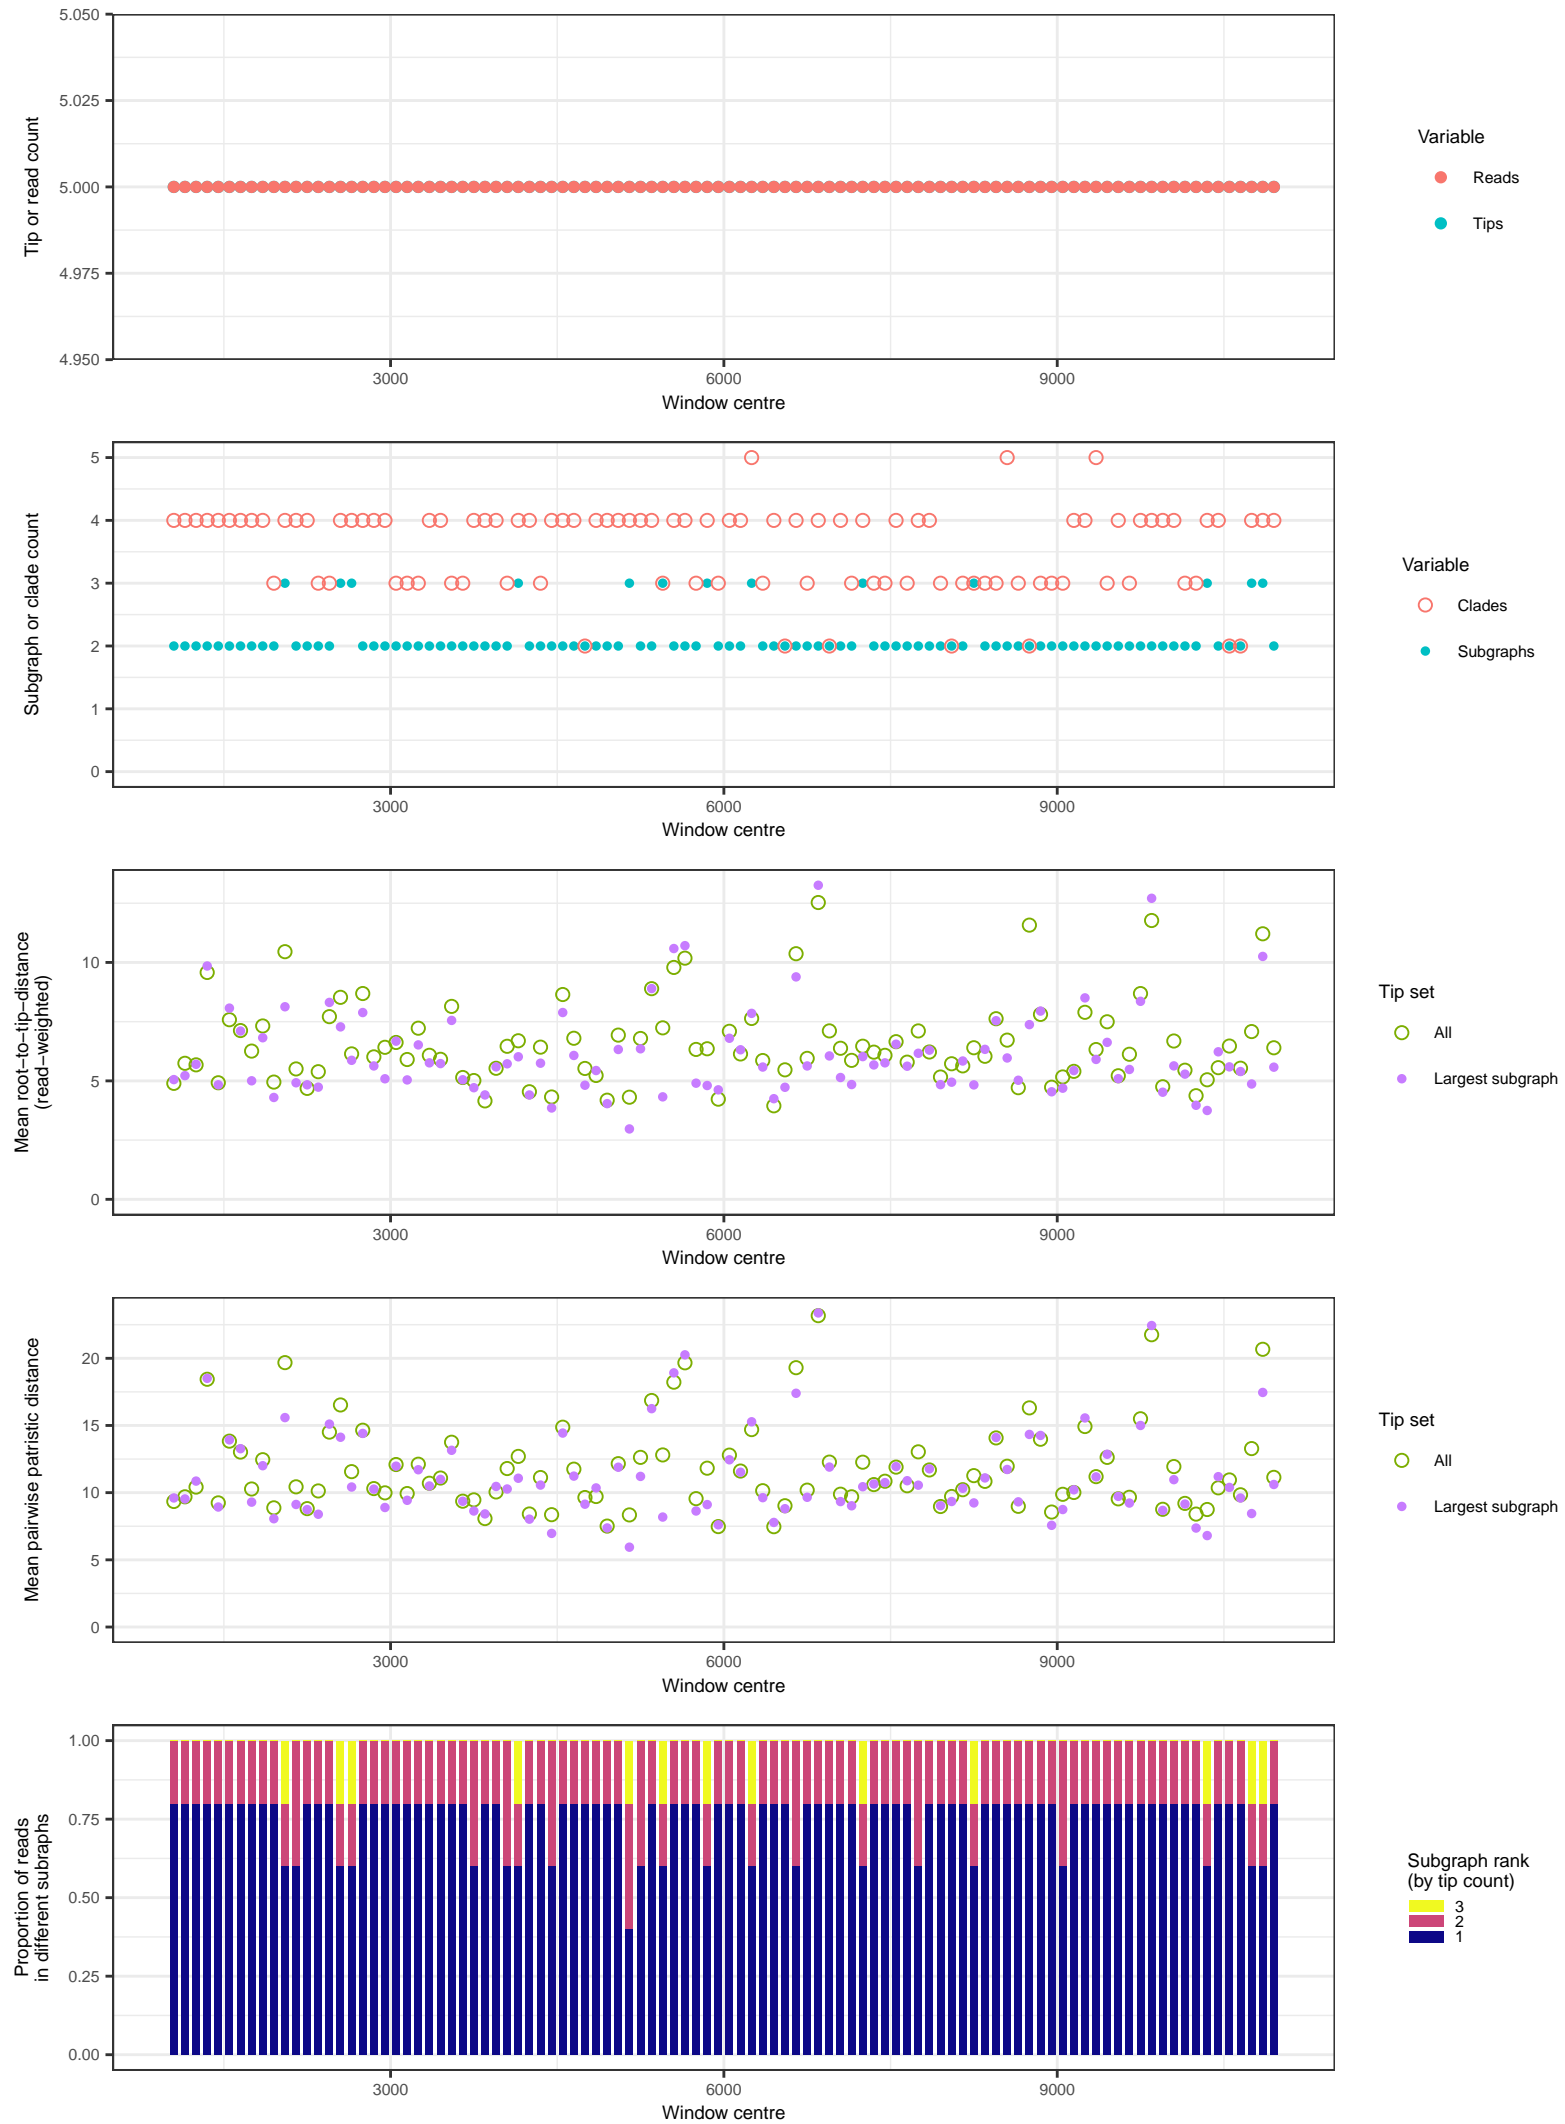 5.050
5.025
5.000
4.975
4.950
Tip or read count
3000 6000 9000
Window centre
Variable
Reads
Tips
5
4
3
2
1
0
Subgraph or clade count
3000 6000 9000
Window centre
Variable
Clades
Subgraphs
10
5
0
Mean root−to−tip−distance
(read−weighted)
3000 6000 9000
Window centre
Tip set
All
Largest subgraph
20
15
10
5
0
Mean pairwise patristic distance
3000 6000 9000
Window centre
Tip set
All
Largest subgraph
1.00
0.75
0.50
0.25
0.00
Proportion of reads
in different subraphs
3000 6000 9000
Window centre
Subgraph rank
(by tip count)
3
2
1